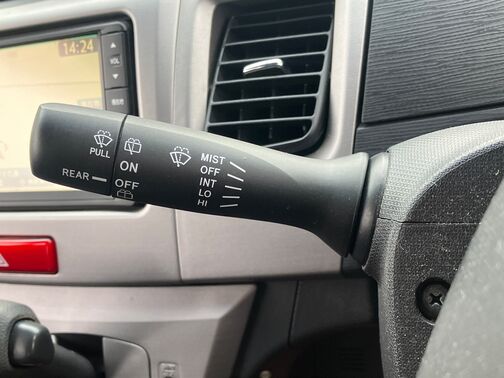 14:24
VOL
PULL
REAR
ON
OFF
MIST
OFF
INT
LO
HI